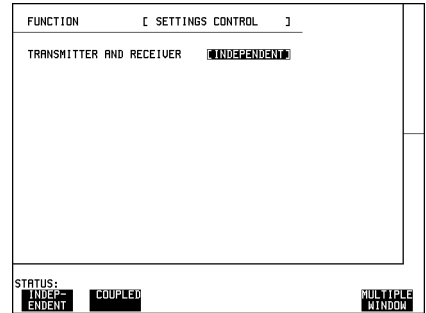 FUNCTION [ SETTINGS CONTROL ]
TRANSMITTER AND RECEIVER [INDEPENDENT]
STATUS:
INDEP-
ENDENT
COUPLED
MULTIPLE
WINDOW